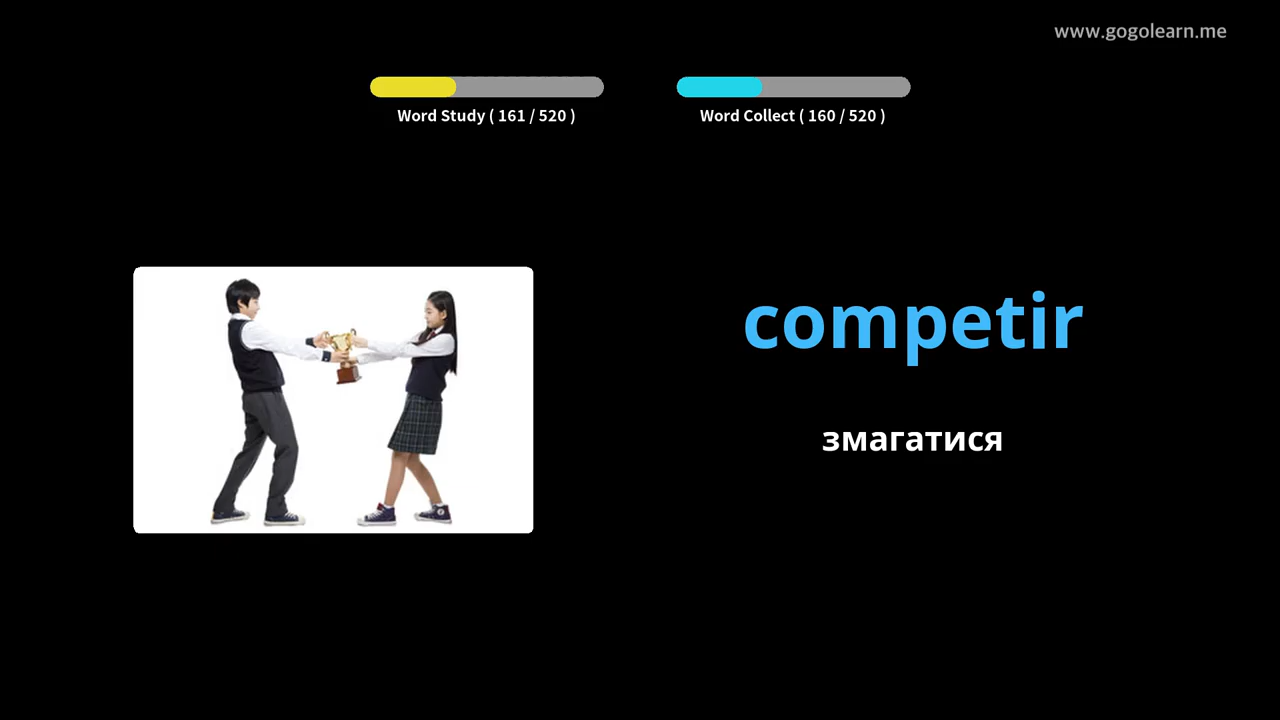 www.gogolearn.me
Word Study ( 161 / 520 )
Word Collect ( 160 / 520 )
competir
змагатися